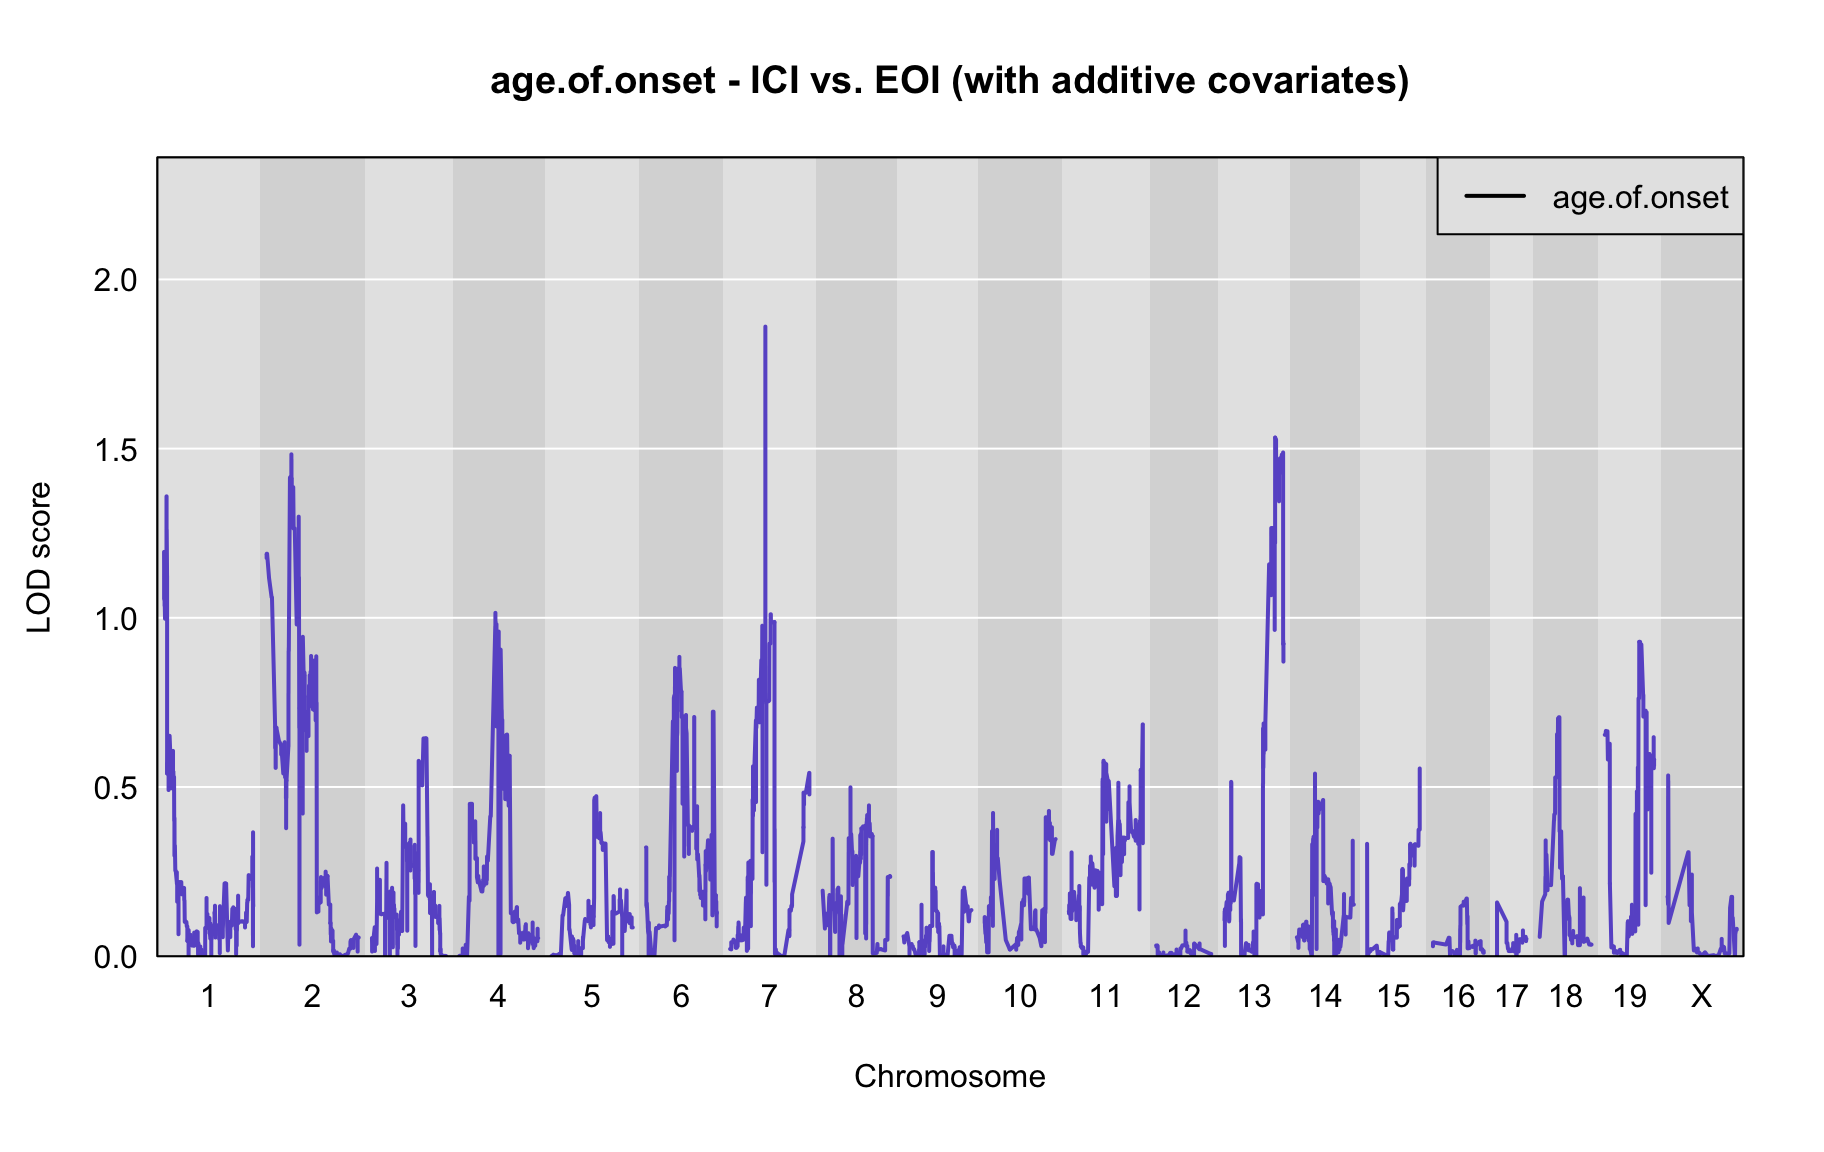 age.of.onset - ICI vs. EOI (with additive covariates)
age.of.onset
2.0
1.5
1.0
0.5
0.0
LOD score
1 2 3 4 5 6 7 8 9 10 11 12 13 14 15 16 17 18 19 X
Chromosome